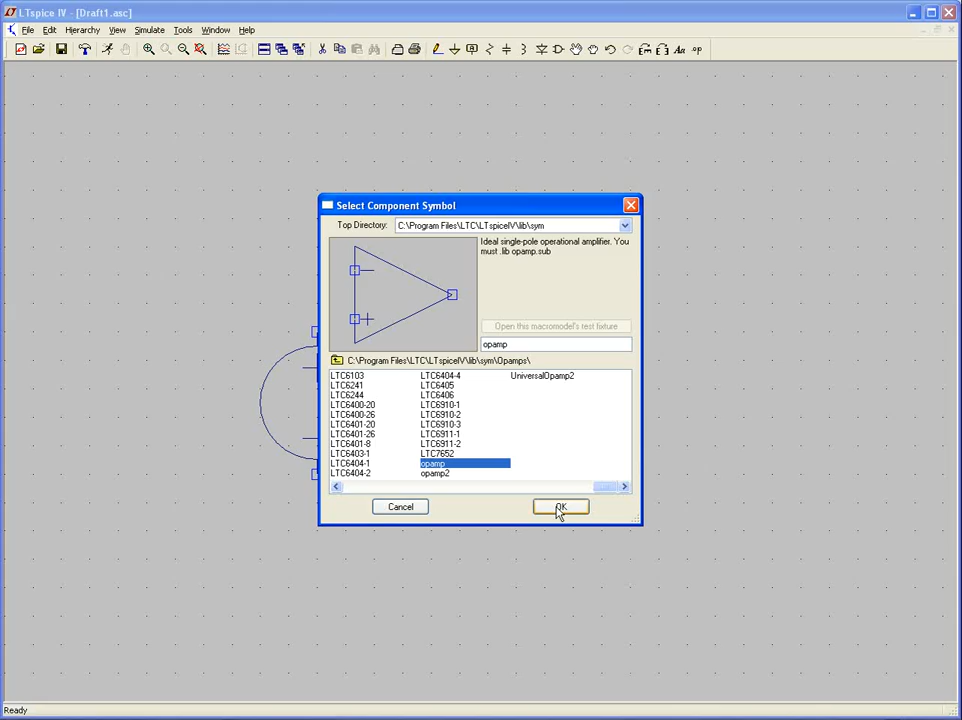 LTspice IV - [Draft1.asc]
File Edit Hierarchy View Simulate Tools Window Help
Aa .op
Select Component Symbol
Top Directory: C:\Program Files\LTC\LTspiceIV\lib\sym
Ideal single-pole operational amplifier. You
must .lib opamp.sub
Open this macromodel's test fixture
opamp
C:\Program Files\LTC\LTspiceIV\lib\sym\Opamps\
LTC6103 LTC6404-4 UniversalOpamp2
LTC6241 LTC6405
LTC6244 LTC6406
LTC6400-20 LTC6910-1
LTC6400-26 LTC6910-2
LTC6401-20 LTC6910-3
LTC6401-26 LTC6911-1
LTC6401-8 LTC6911-2
LTC6403-1 LTC7652
LTC6404-1 opamp
LTC6404-2 opamp2
Cancel OK
Ready